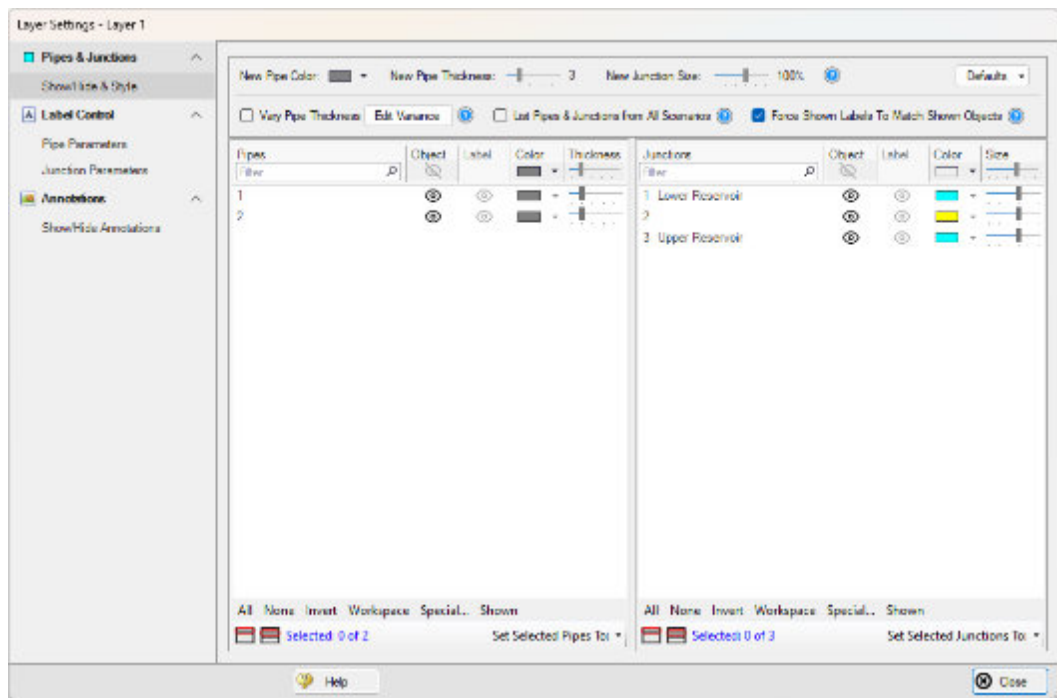 Layer Settings - Layer 1
Pipes & Junctions
Show/Hide & Style
Label Control
Pipe Parameters
Junction Parameters
Annotations
Show/Hide Annotations
New Pipe Color: New Pipe Thickness: 3 New Junction Size: 100% Defaults
Vary Pipe Thickness Edit Variance List Pipes & Junctions from All Scenarios Force Shown Labels To Match Shown Objects
Pipes Object Label Color Thickness
Filter
1
2
All None Invert Workspace Special... Shown
Selected: 0 of 2 Set Selected Pipes To:
Junctions Object Label Color Size
Filter
1 Lower Reservoir
2
3 Upper Reservoir
All None Invert Workspace Special... Shown
Selected: 0 of 3 Set Selected Junctions To:
Help Close